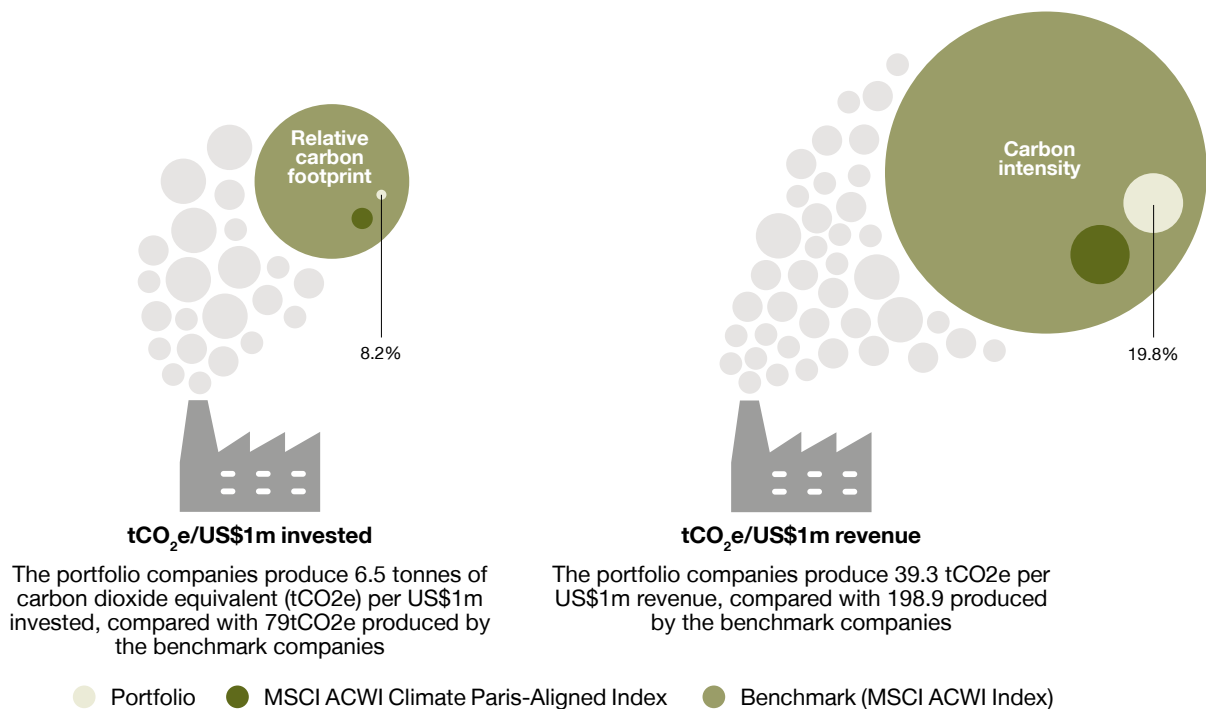 Relative
carbon
footprint
8.2%
tCO₂e/US$1m invested
The portfolio companies produce 6.5 tonnes of
carbon dioxide equivalent (tCO2e) per US$1m
invested, compared with 79tCO2e produced by
the benchmark companies
Carbon
intensity
19.8%
tCO₂e/US$1m revenue
The portfolio companies produce 39.3 tCO2e per
US$1m revenue, compared with 198.9 produced
by the benchmark companies
Portfolio
MSCI ACWI Climate Paris-Aligned Index
Benchmark (MSCI ACWI Index)